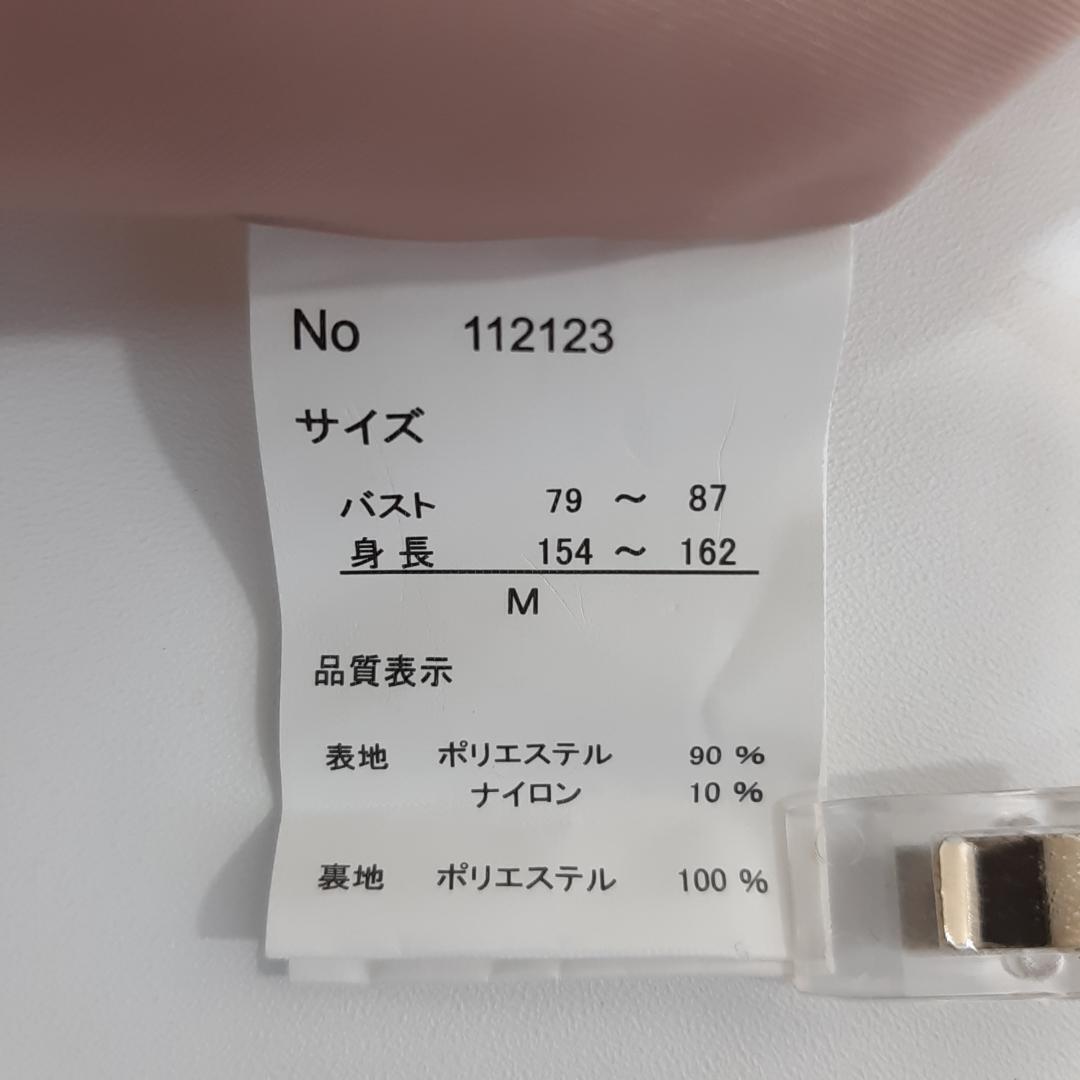 No 112123
サイズ
バスト 79 ～ 87
身長 154 ～ 162
M
品質表示
表地 ポリエステル 90 %
ナイロン 10 %
裏地 ポリエステル 100 %